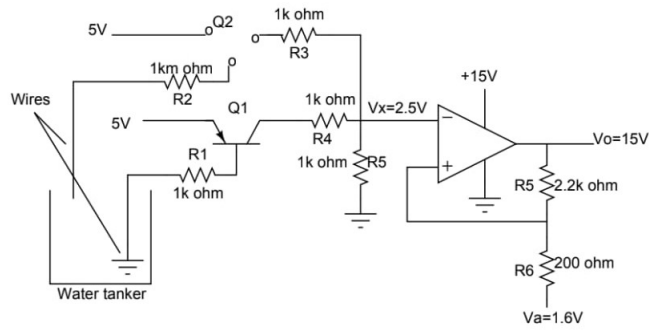 5V
Q2
1k ohm
R3
1km ohm
R2
Wires
5V
Q1
1k ohm
R4
Vx=2.5V
+15V
−
+
Vo=15V
R1
1k ohm
1k ohm
R5
R5
2.2k ohm
R6
200 ohm
Va=1.6V
Water tanker